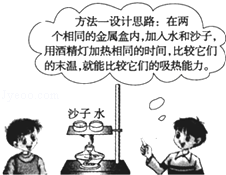 方法一设计思路：在两
个相同的金属盒内，加入水和沙子，
用酒精灯加热相同的时间，比较它们
的末温，就能比较它们的吸热能力。
沙子 水